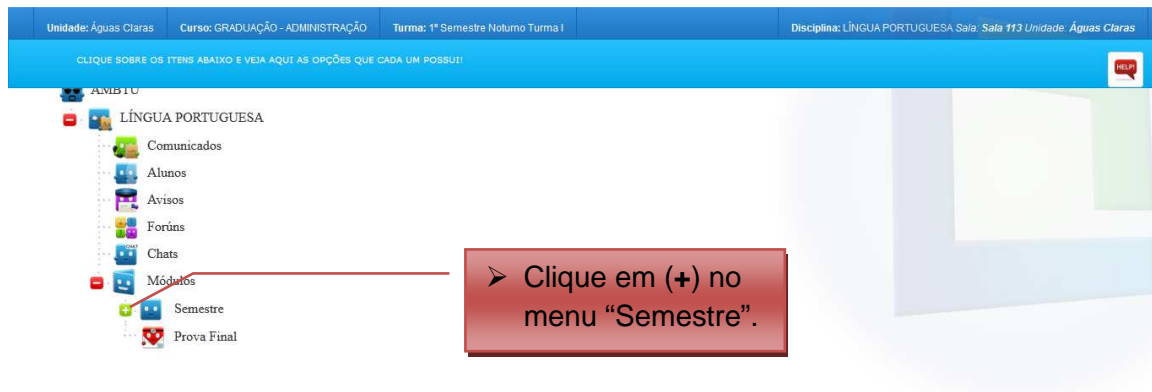 Unidade: Águas Claras Curso: GRADUAÇÃO - ADMINISTRAÇÃO Turma: 1º Semestre Noturno Turma I Disciplina: LÍNGUA PORTUGUESA Sala: Sala 113 Unidade: Águas Claras
CLIQUE SOBRE OS ITENS ABAIXO E VEJA AQUI AS OPÇÕES QUE CADA UM POSSUI!
HELP!
AMBTU
LÍNGUA PORTUGUESA
Comunicados
Alunos
Avisos
Forúns
CHAT
Chats
Módulos
Semestre
Prova Final
➢ Clique em (+) no
menu “Semestre”.